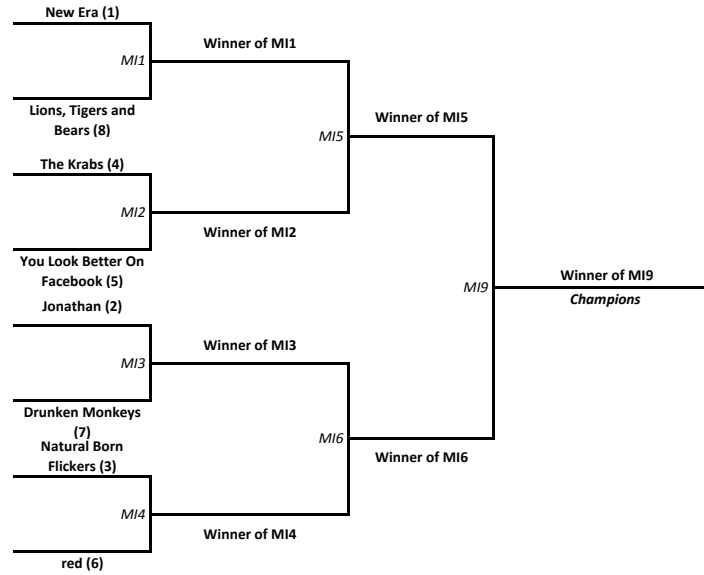 New Era (1)
MI1
Winner of MI1
Lions, Tigers and
Bears (8)
MI5
Winner of MI5
The Krabs (4)
MI2
Winner of MI2
You Look Better On
Facebook (5)
MI9
Winner of MI9
Champions
Jonathan (2)
MI3
Winner of MI3
Drunken Monkeys
(7)
MI6
Winner of MI6
Natural Born
Flickers (3)
MI4
Winner of MI4
red (6)